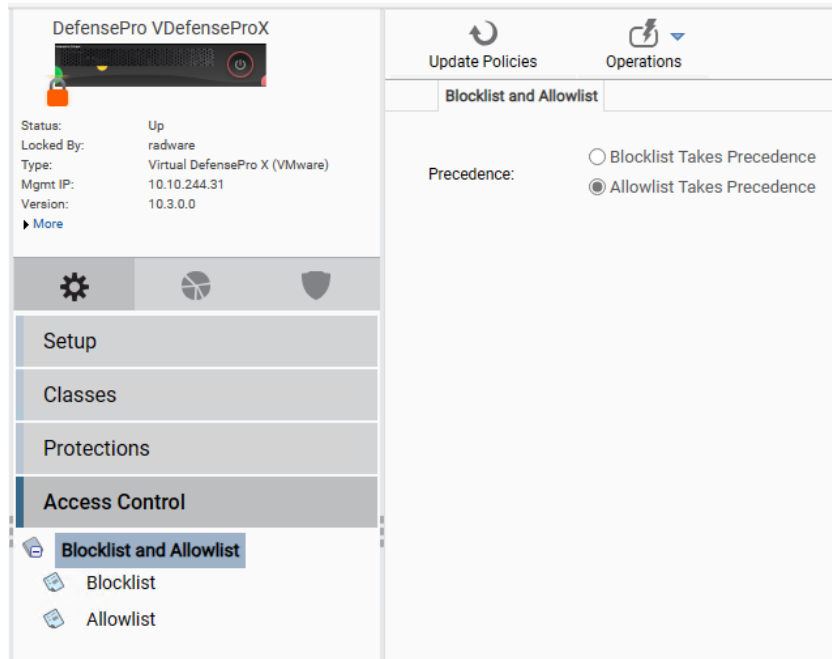 DefensePro VDefenseProX
Status: Up
Locked By: radware
Type: Virtual DefensePro X (VMware)
Mgmt IP: 10.10.244.31
Version: 10.3.0.0
More
Setup
Classes
Protections
Access Control
Blocklist and Allowlist
Blocklist
Allowlist
Update Policies Operations
Blocklist and Allowlist
Precedence:
Blocklist Takes Precedence
Allowlist Takes Precedence